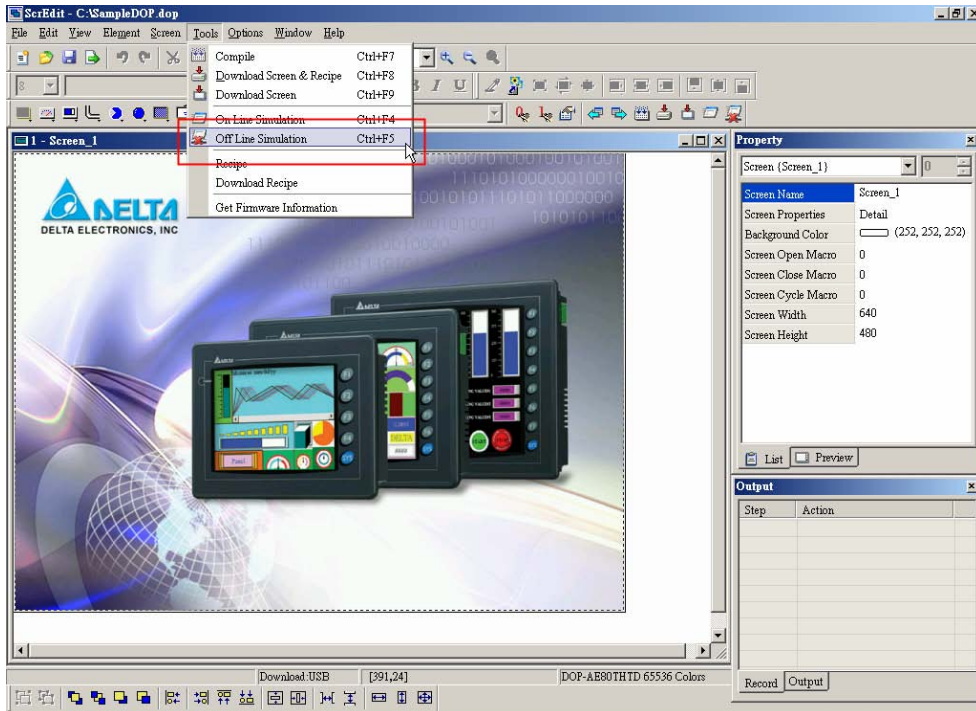 ScrEdit - C:\SampleDOP.dop
File Edit View Element Screen Tools Options Window Help
Compile Ctrl+F7
Download Screen & Recipe Ctrl+F8
Download Screen Ctrl+F9
On Line Simulation Ctrl+F4
Off Line Simulation Ctrl+F5
Recipe
Download Recipe
Get Firmware Information
8
B I U
1 - Screen_1
DELTA
DELTA ELECTRONICS, INC
Property
Screen {Screen_1} 0
Screen Name Screen_1
Screen Properties Detail
Background Color (252, 252, 252)
Screen Open Macro 0
Screen Close Macro 0
Screen Cycle Macro 0
Screen Width 640
Screen Height 480
List Preview
Output
Step Action
Record Output
Download:USB [391,24] DOP-AE80THTD 65536 Colors